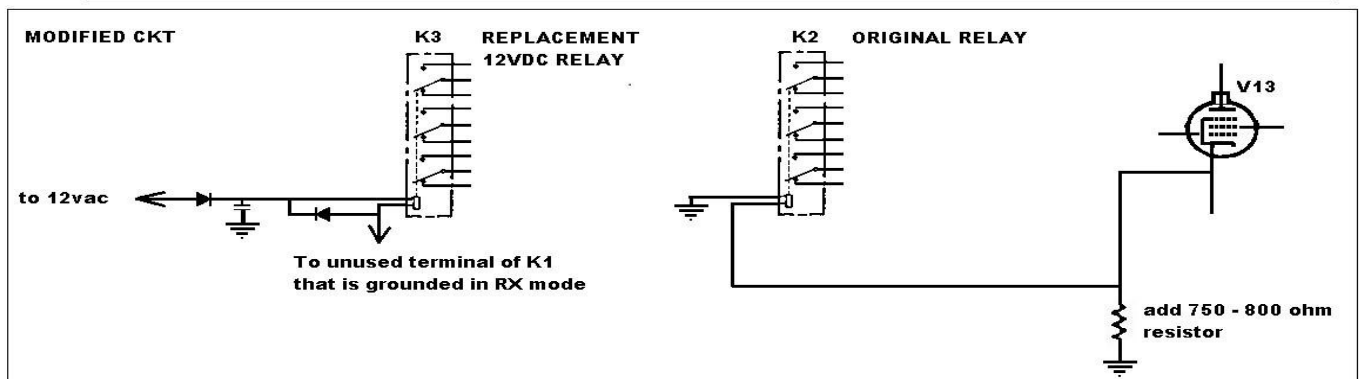 MODIFIED CKT
K3
REPLACEMENT
12VDC RELAY
K2
ORIGINAL RELAY
V13
to 12vac
To unused terminal of K1
that is grounded in RX mode
add 750 - 800 ohm
resistor